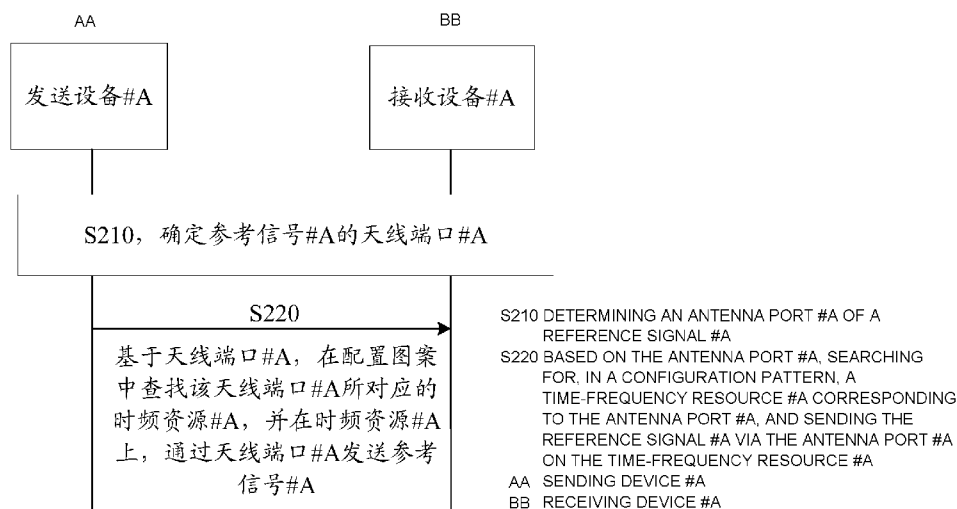 AA
BB
发送设备#A
接收设备#A
S210，确定参考信号#A的天线端口#A
S220
基于天线端口#A，在配置图案
中查找该天线端口#A所对应的
时频资源#A，并在时频资源#A
上，通过天线端口#A发送参考
信号#A
S210 DETERMINING AN ANTENNA PORT #A OF A
REFERENCE SIGNAL #A
S220 BASED ON THE ANTENNA PORT #A, SEARCHING
FOR, IN A CONFIGURATION PATTERN, A
TIME-FREQUENCY RESOURCE #A CORRESPONDING
TO THE ANTENNA PORT #A, AND SENDING THE
REFERENCE SIGNAL #A VIA THE ANTENNA PORT #A
ON THE TIME-FREQUENCY RESOURCE #A
AA SENDING DEVICE #A
BB RECEIVING DEVICE #A